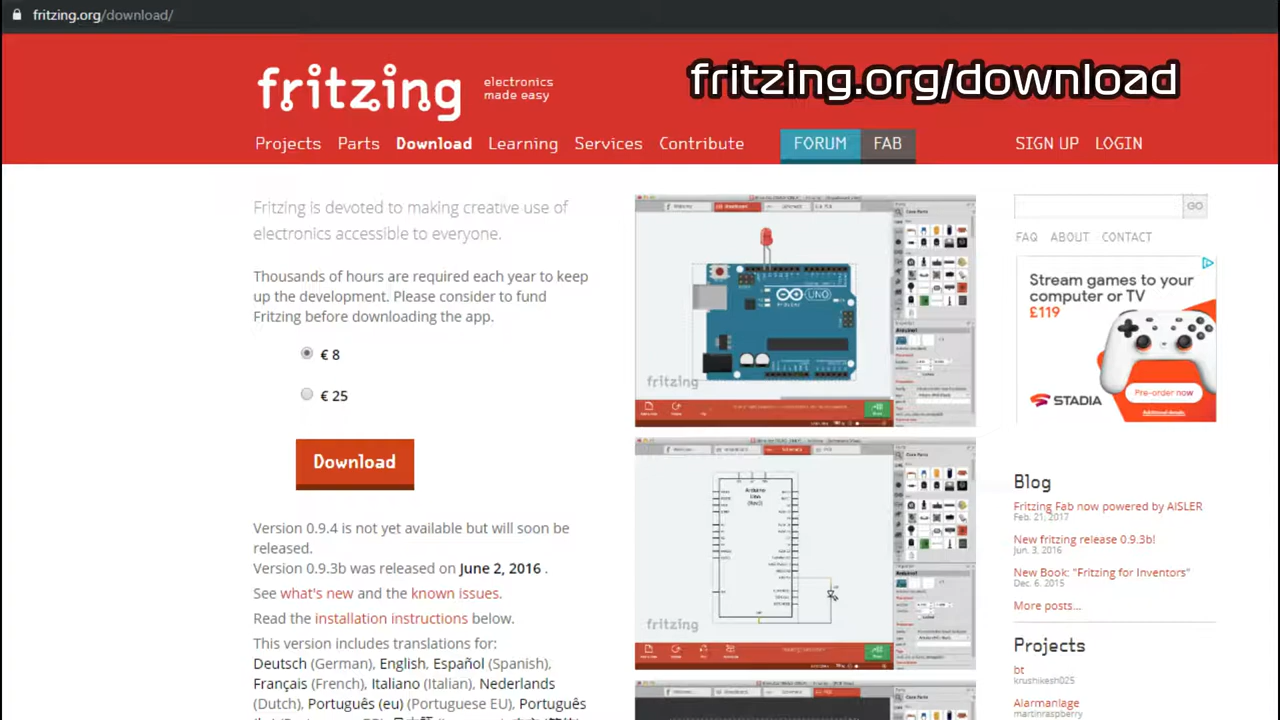 fritzing.org/download/
fritzing
electronics
made easy
fritzing.org/download
Projects Parts Download Learning Services Contribute FORUM FAB SIGN UP LOGIN
Fritzing is devoted to making creative use of
electronics accessible to everyone.
Thousands of hours are required each year to keep
up the development. Please consider to fund
Fritzing before downloading the app.
€ 8
€ 25
Download
Version 0.9.4 is not yet available but will soon be
released.
Version 0.9.3b was released on June 2, 2016 .
See what's new and the known issues.
Read the installation instructions below.
This version includes translation for:
Deutsch (German), English, Español (Spanish),
Français (French), Italiano (Italian), Nederlands
(Dutch), Português (eu) (Portuguese EU), Português
UNO
fritzing
Arduino
fritzing
GO
FAQ ABOUT CONTACT
Stream games to your
computer or TV
£119
STADIA
Pre-order now
Additional details.
Blog
Fritzing Fab now powered by AISLER
Feb. 21, 2017
New fritzing release 0.9.3b!
Jun. 3, 2016
New Book: "Fritzing for Inventors"
Dec. 6, 2015
More posts...
Projects
bt
krushikesh025
Alarmanlage
martinraspberry